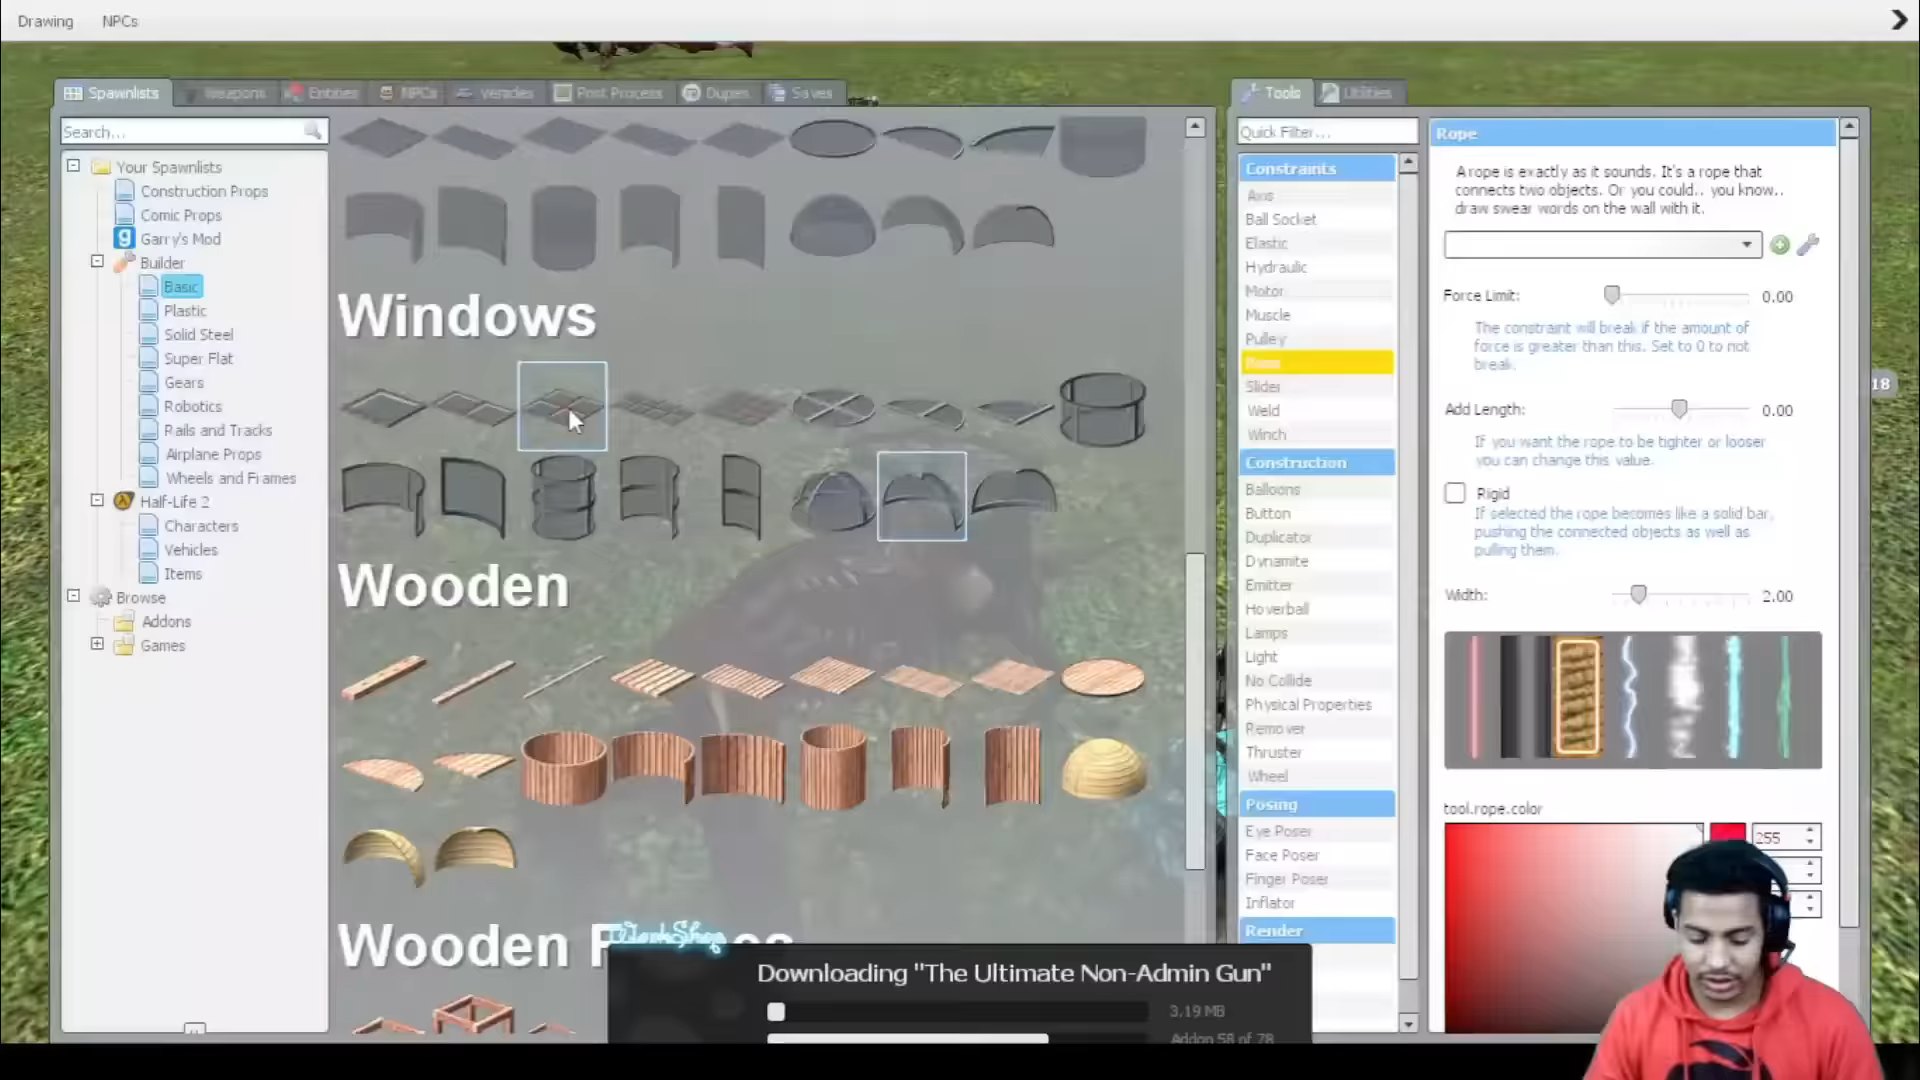 Drawing NPCs
Spawnlists Weapons Entities NPCs Vehicles Post Process Dupes Saves
Search...
Your Spawnlists
Construction Props
Comic Props
Garry's Mod
Builder
Basic
Plastic
Solid Steel
Super Flat
Gears
Robotics
Rails and Tracks
Airplane Props
Wheels and Frames
Half-Life 2
Characters
Vehicles
Items
Browse
Addons
Games
Windows
Wooden
Wooden
WorkShop
Downloading "The Ultimate Non-Admin Gun"
3.19 MB
Addon 58 of 78
Tools Utilities
Quick Filter...
Constraints
Axis
Ball Socket
Elastic
Hydraulic
Motor
Muscle
Pulley
Rope
Slider
Weld
Winch
Construction
Balloons
Button
Duplicator
Dynamite
Emitter
Hoverball
Lamps
Light
No Collide
Physical Properties
Remover
Thruster
Wheel
Posing
Eye Poser
Face Poser
Finger Poser
Inflator
Render
Rope
A rope is exactly as it sounds. It's a rope that
connects two objects. Or you could.. you know..
draw swear words on the wall with it.
Force Limit: 0.00
The constraint will break if the amount of
force is greater than this. Set to 0 to not
break.
Add Length: 0.00
If you want the rope to be tighter or looser
you can change this value.
Rigid
If selected the rope becomes like a solid bar,
pushing the connected objects as well as
pulling them.
Width: 2.00
tool.rope.color
255
18